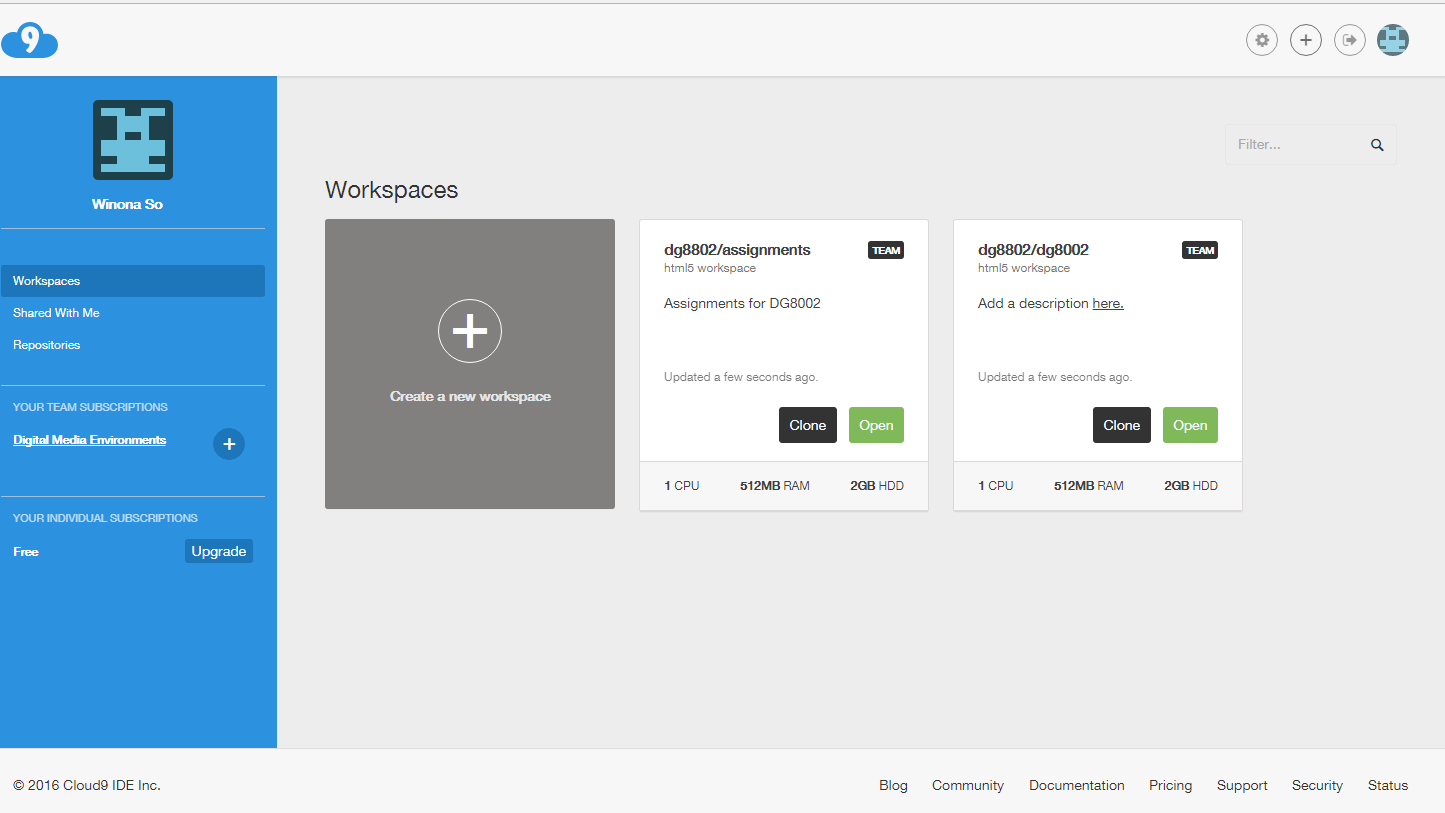 9
Winona So
Workspaces
Shared With Me
Repositories
YOUR TEAM SUBSCRIPTIONS
Digital Media Environments
YOUR INDIVIDUAL SUBSCRIPTIONS
Free Upgrade
Filter...
Workspaces
Create a new workspace
dg8802/assignments TEAM
html5 workspace
Assignments for DG8002
Updated a few seconds ago.
Clone Open
1 CPU 512MB RAM 2GB HDD
dg8802/dg8002 TEAM
html5 workspace
Add a description here.
Updated a few seconds ago.
Clone Open
1 CPU 512MB RAM 2GB HDD
© 2016 Cloud9 IDE Inc.
Blog Community Documentation Pricing Support Security Status